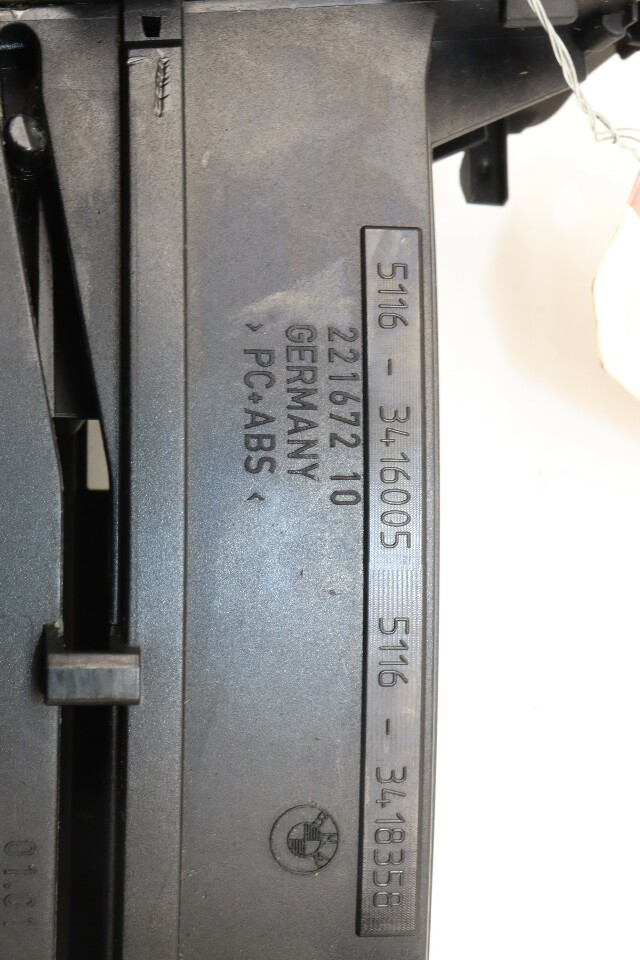 5116 - 3416005 5116 - 3418358
221672 10
GERMANY
> PC+ABS <
01.01